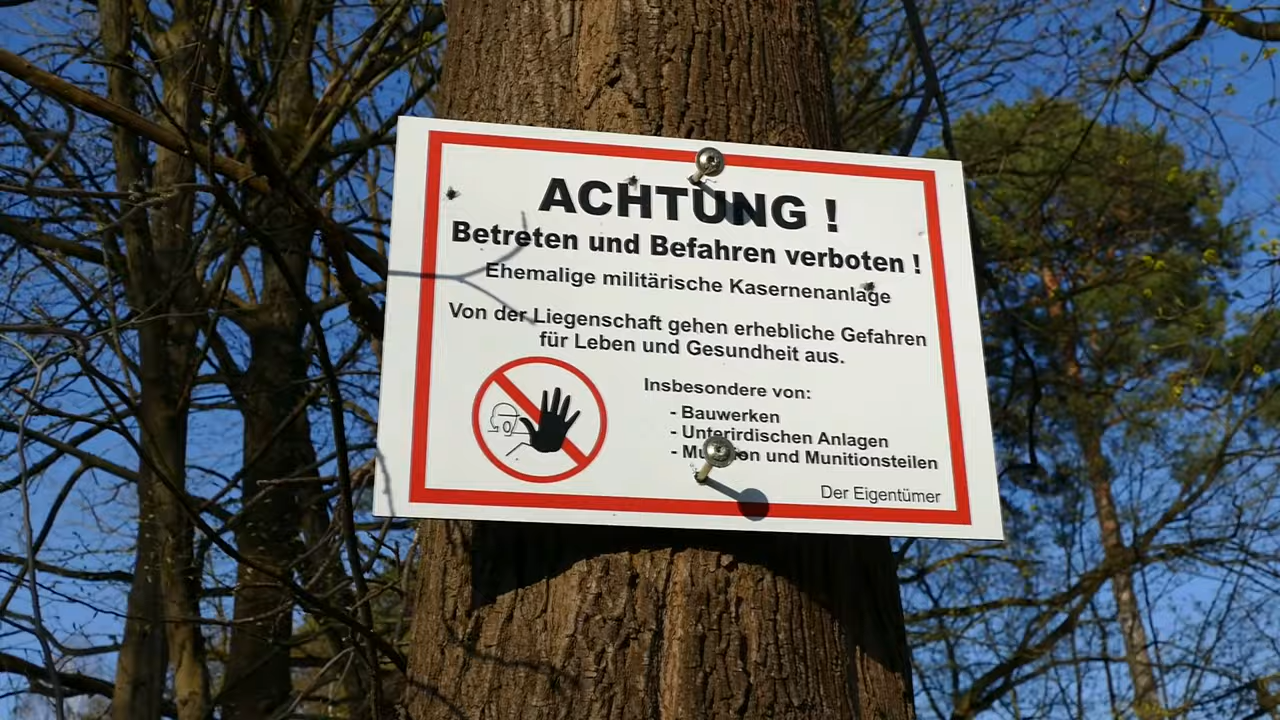 ACHTUNG !
Betreten und Befahren verboten !
Ehemalige militärische Kasernenanlage
Von der Liegenschaft gehen erhebliche Gefahren
für Leben und Gesundheit aus.
Insbesondere von:
- Bauwerken
- Unterirdischen Anlagen
- Munition und Munitionsteilen
Der Eigentümer